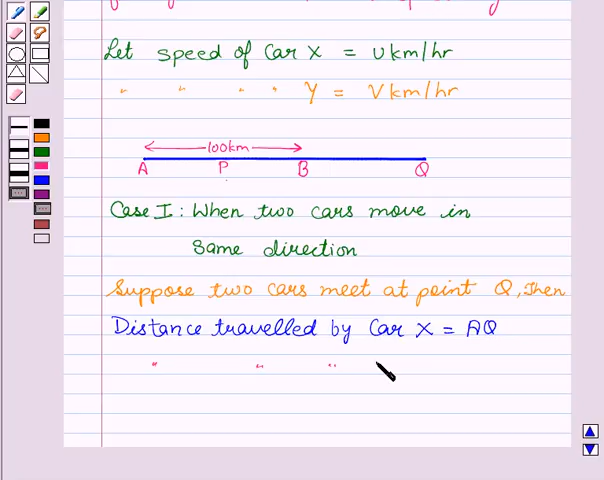 Let speed of Car X = u km/hr
" " " " Y = V km/hr
100km
A P B Q
Case I: When two cars move in
same direction
Suppose two cars meet at point Q, then
Distance travelled by Car X = AQ
" " "